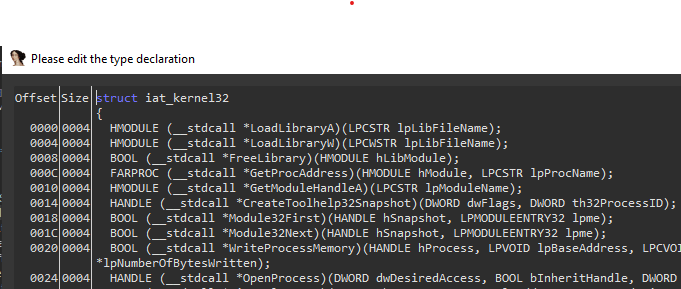 Please edit the type declaration
Offset Size struct iat_kernel32
{
0000 0004 HMODULE (__stdcall *LoadLibraryA)(LPCSTR lpLibFileName);
0004 0004 HMODULE (__stdcall *LoadLibraryW)(LPCWSTR lpLibFileName);
0008 0004 BOOL (__stdcall *FreeLibrary)(HMODULE hLibModule);
000C 0004 FARPROC (__stdcall *GetProcAddress)(HMODULE hModule, LPCSTR lpProcName);
0010 0004 HMODULE (__stdcall *GetModuleHandleA)(LPCSTR lpModuleName);
0014 0004 HANDLE (__stdcall *CreateToolhelp32Snapshot)(DWORD dwFlags, DWORD th32ProcessID);
0018 0004 BOOL (__stdcall *Module32First)(HANDLE hSnapshot, LPMODULEENTRY32 lpme);
001C 0004 BOOL (__stdcall *Module32Next)(HANDLE hSnapshot, LPMODULEENTRY32 lpme);
0020 0004 BOOL (__stdcall *WriteProcessMemory)(HANDLE hProcess, LPVOID lpBaseAddress, LPCVOI
*lpNumberOfBytesWritten);
0024 0004 HANDLE (__stdcall *OpenProcess)(DWORD dwDesiredAccess, BOOL bInheritHandle, DWORD